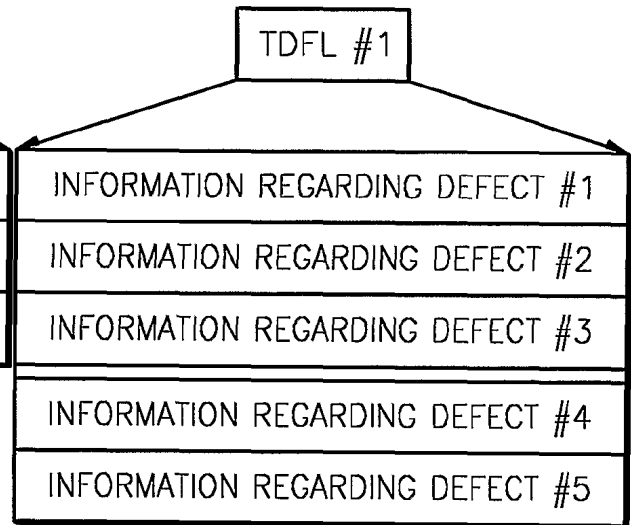 TDFL #1
INFORMATION REGARDING DEFECT #1
INFORMATION REGARDING DEFECT #2
INFORMATION REGARDING DEFECT #3
INFORMATION REGARDING DEFECT #4
INFORMATION REGARDING DEFECT #5